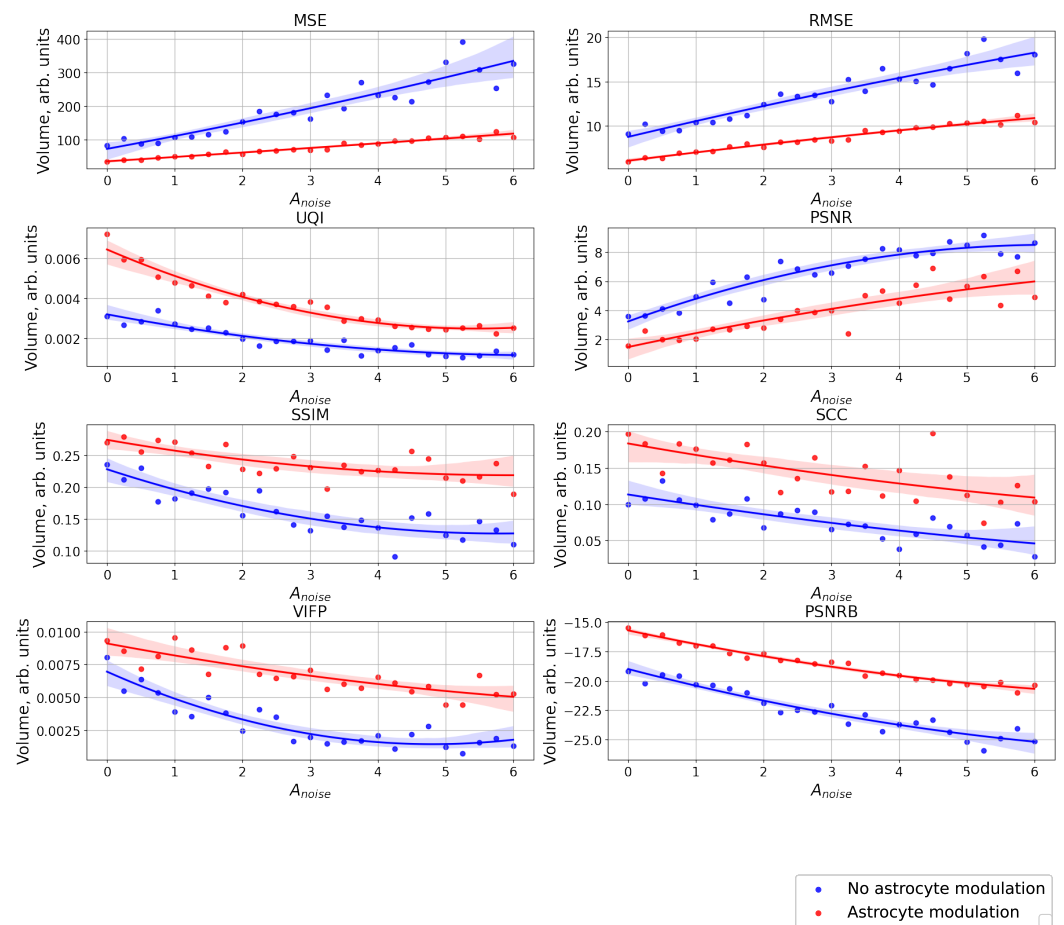 MSE
RMSE
Volume, arb. units
400
300
200
100
0 1 2 3 4 5 6
A_noise
Volume, arb. units
20
15
10
0 1 2 3 4 5 6
A_noise
UQI
PSNR
Volume, arb. units
0.006
0.004
0.002
0 1 2 3 4 5 6
A_noise
Volume, arb. units
8
6
4
2
0 1 2 3 4 5 6
A_noise
SSIM
SCC
Volume, arb. units
0.25
0.20
0.15
0.10
0 1 2 3 4 5 6
A_noise
Volume, arb. units
0.20
0.15
0.10
0.05
0 1 2 3 4 5 6
A_noise
VIFP
PSNRB
Volume, arb. units
0.0100
0.0075
0.0050
0.0025
0 1 2 3 4 5 6
A_noise
Volume, arb. units
−15.0
−17.5
−20.0
−22.5
−25.0
0 1 2 3 4 5 6
A_noise
No astrocyte modulation
Astrocyte modulation